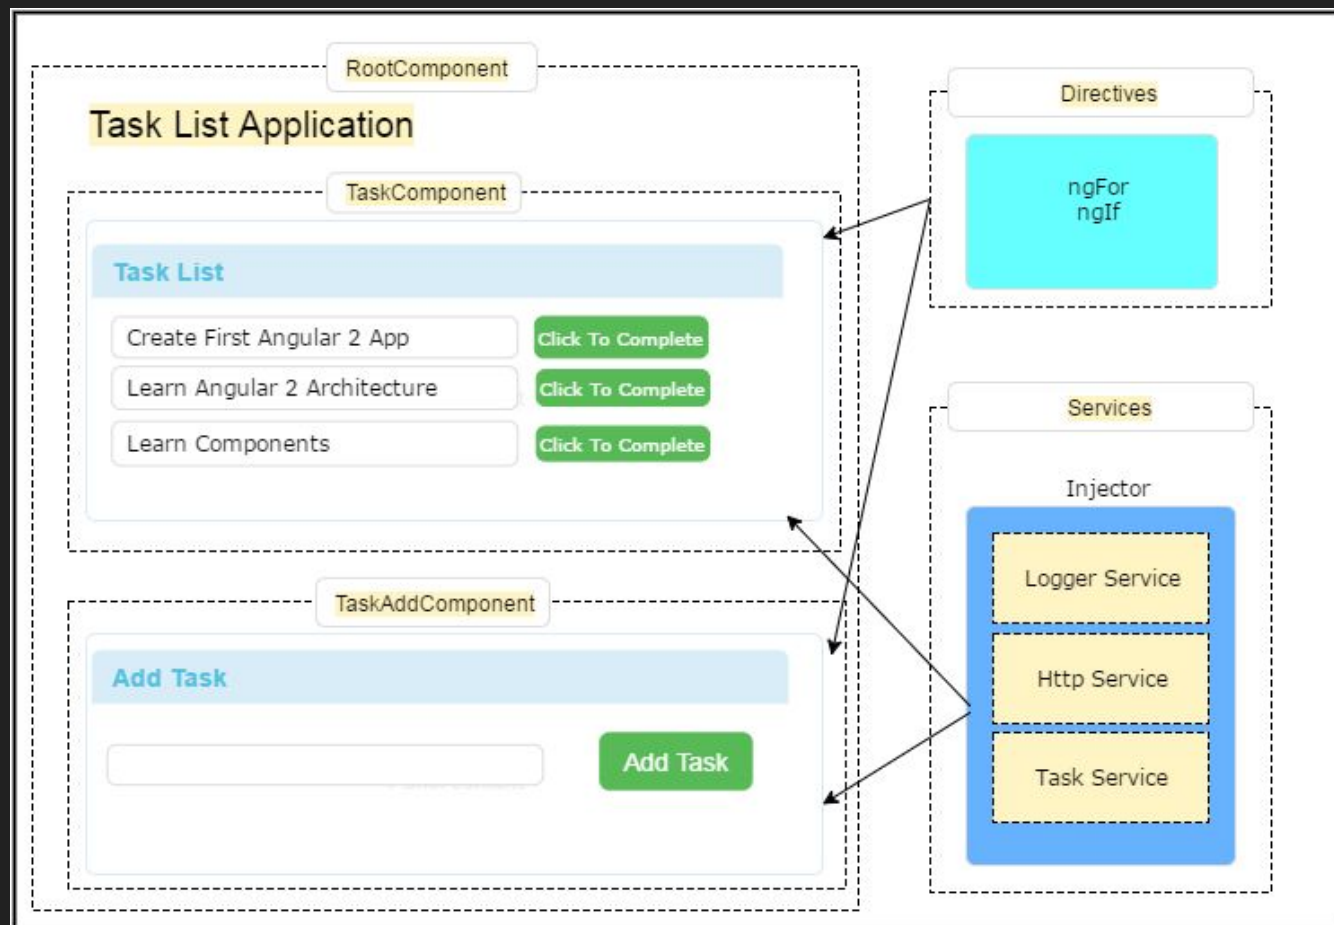 RootComponent
Task List Application
TaskComponent
Task List
Create First Angular 2 App
Click To Complete
Learn Angular 2 Architecture
Click To Complete
Learn Components
Click To Complete
TaskAddComponent
Add Task
Add Task
Directives
ngFor
ngIf
Services
Injector
Logger Service
Http Service
Task Service